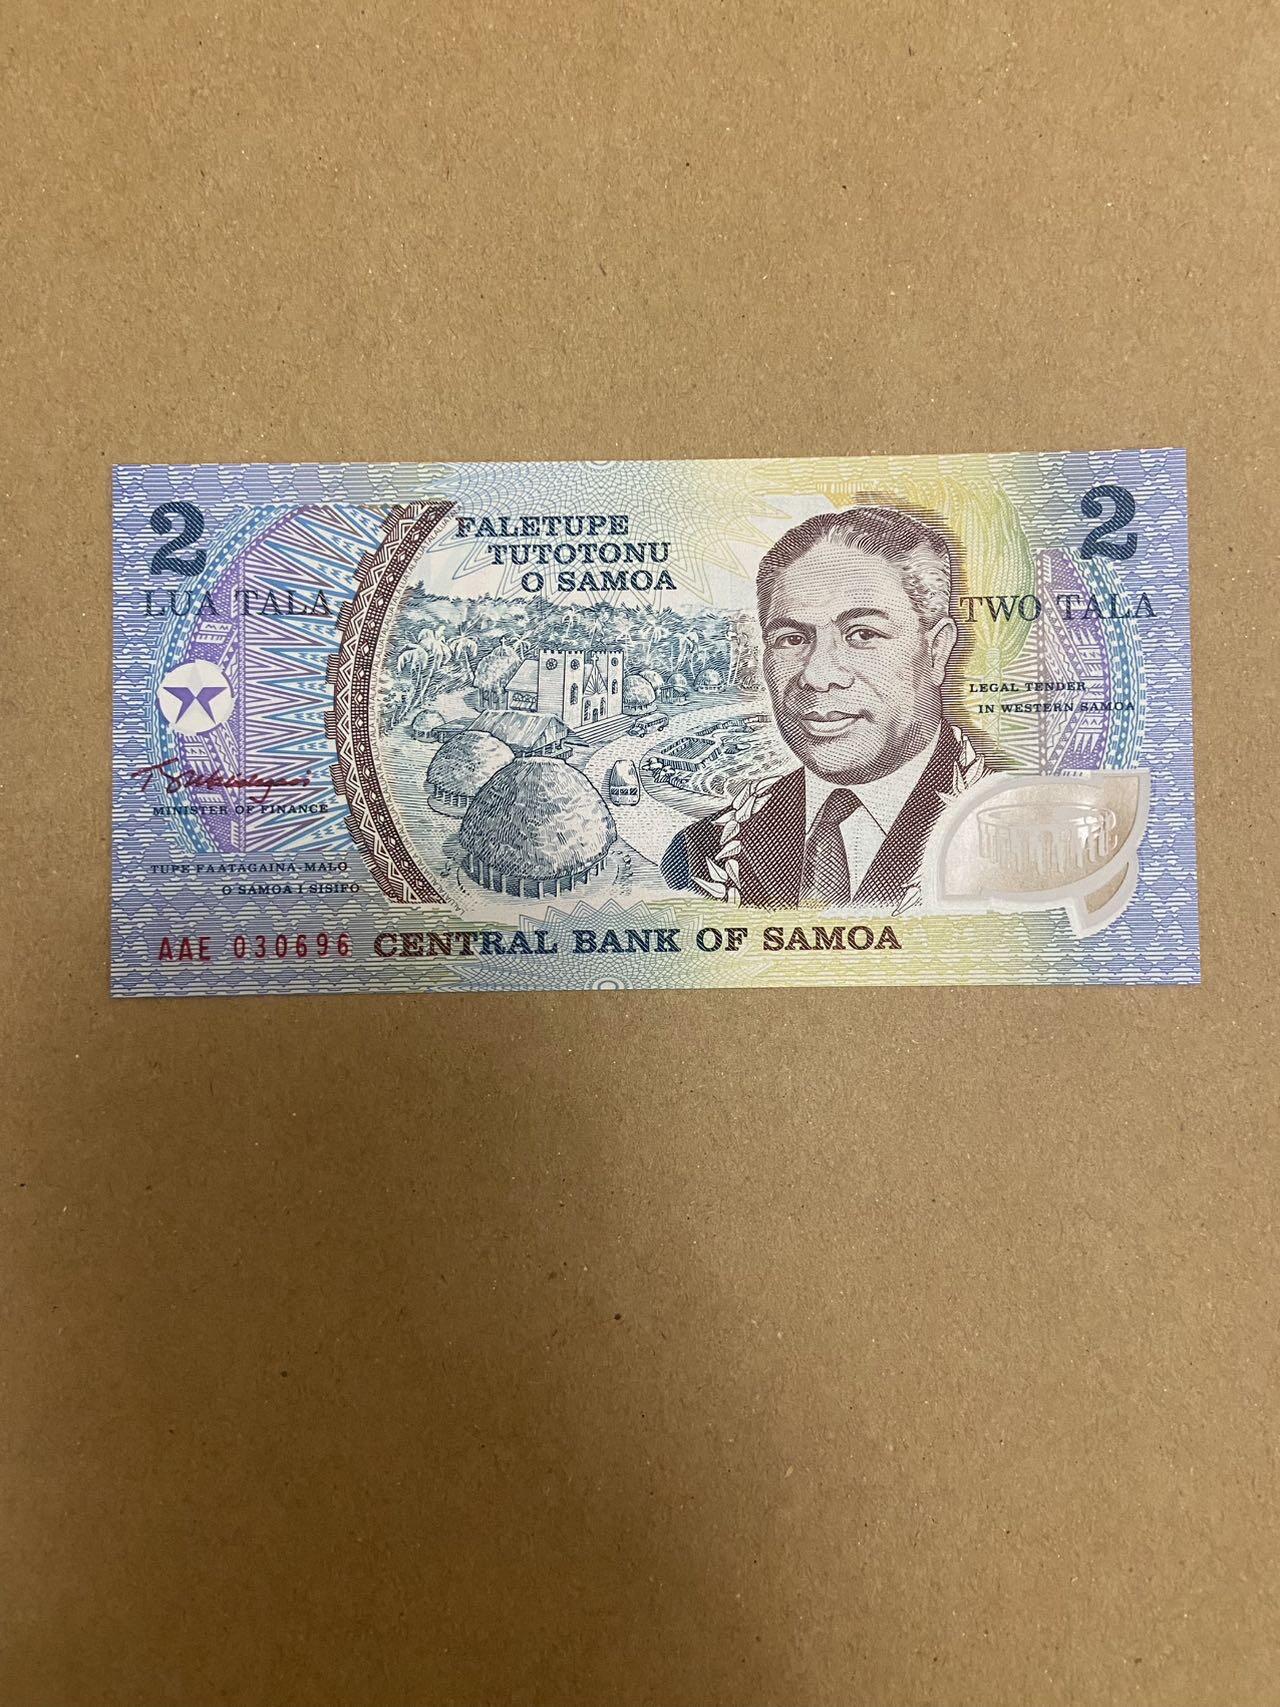 2
2
FALETUPE
TUTOTONU
O SAMOA
LUA TALA
TWO TALA
LEGAL TENDER
IN WESTERN SAMOA
MINISTER OF FINANCE
TUPE FAATAGAINA-MALO
O SAMOA I SISIFO
AAE 030696
CENTRAL BANK OF SAMOA